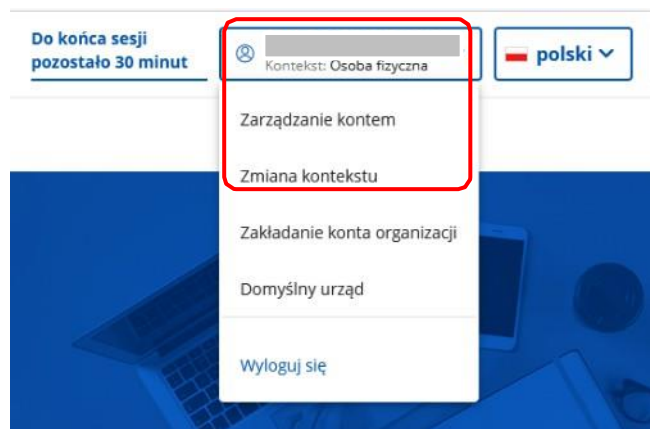 Do końca sesji
pozostało 30 minut
Kontekst: Osoba fizyczna
polski
Zarządzanie kontem
Zmiana kontekstu
Zakładanie konta organizacji
Domyślny urząd
Wyloguj się